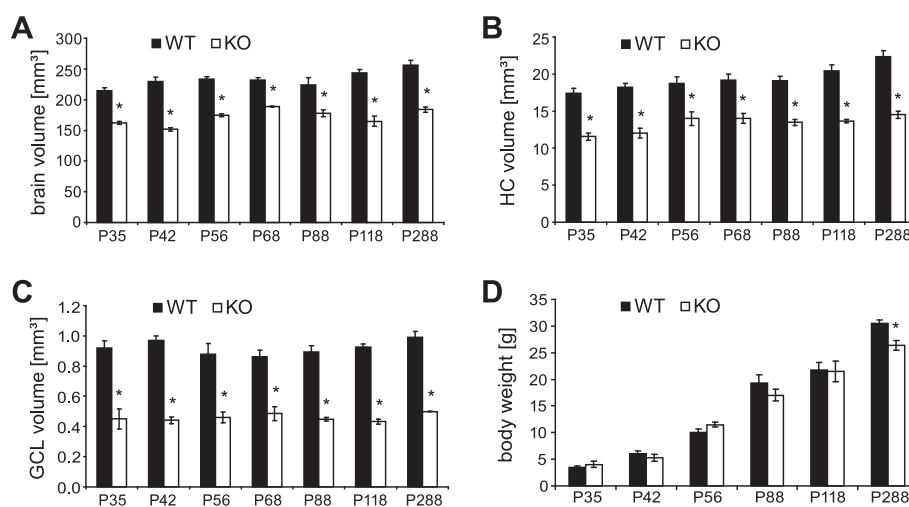 A
WT KO
brain volume [mm³]
300
250
200
150
100
50
0
* * * * * * *
P35 P42 P56 P68 P88 P118 P288
B
WT KO
HC volume [mm³]
25
20
15
10
5
0
* * * * * * *
P35 P42 P56 P68 P88 P118 P288
C
WT KO
GCL volume [mm³]
1.2
1.0
0.8
0.6
0.4
0.2
0.0
* * * * * * *
P35 P42 P56 P68 P88 P118 P288
D
WT KO
body weight [g]
35
30
25
20
15
10
5
0
*
P35 P42 P56 P88 P118 P288